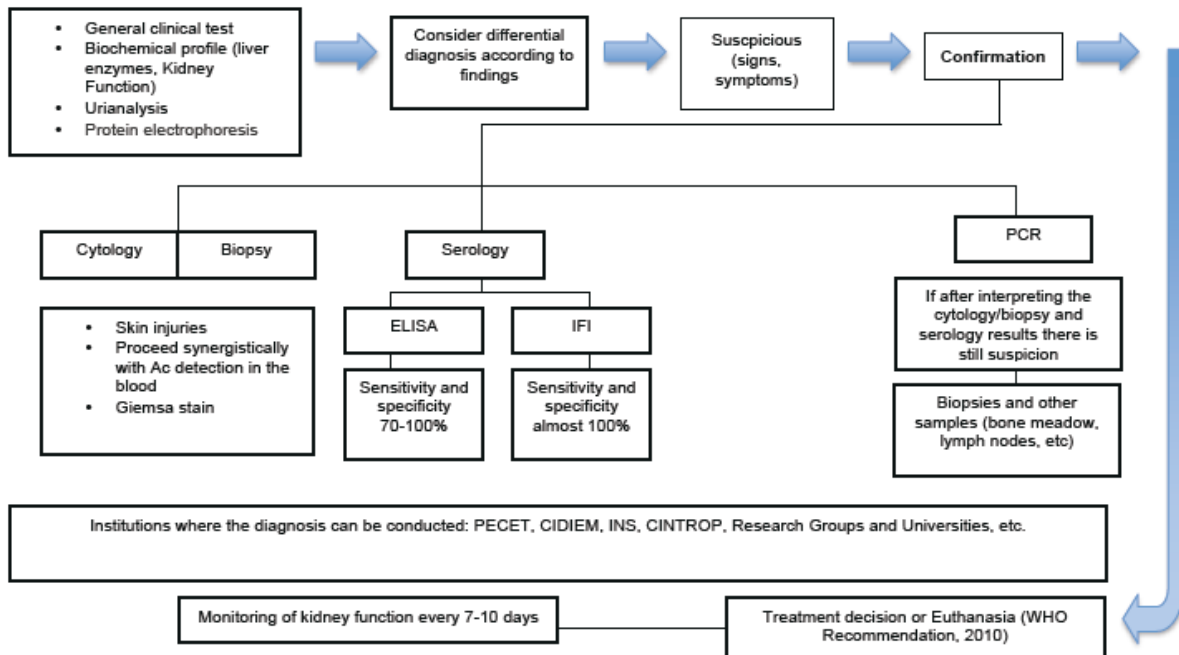 • General clinical test
• Biochemical profile (liver
enzymes, Kidney
Function)
• Urianalysis
• Protein electrophoresis
Consider differential
diagnosis according to
findings
Suscpicious
(signs,
symptoms)
Confirmation
Cytology
Biopsy
Serology
PCR
• Skin injuries
• Proceed synergistically
with Ac detection in the
blood
• Giemsa stain
ELISA
IFI
Sensitivity and
specificity
70-100%
Sensitivity and
specificity
almost 100%
If after interpreting the
cytology/biopsy and
serology results there is
still suspicion
Biopsies and other
samples (bone meadow,
lymph nodes, etc)
Institutions where the diagnosis can be conducted: PECET, CIDIEM, INS, CINTROP, Research Groups and Universities, etc.
Monitoring of kidney function every 7-10 days
Treatment decision or Euthanasia (WHO
Recommendation, 2010)